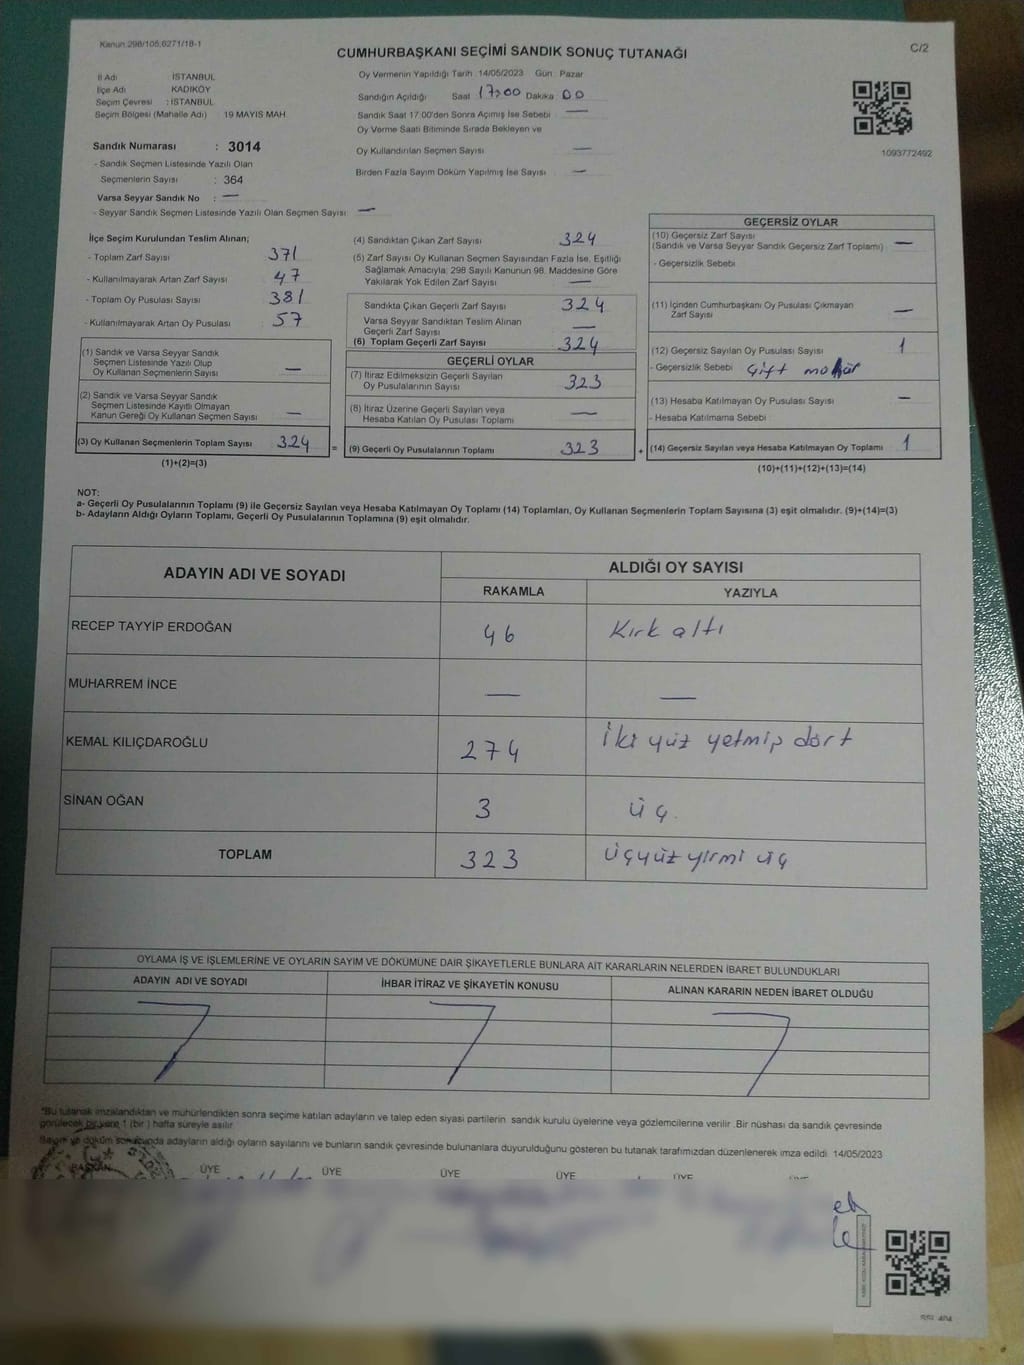 Kanun:298/105,6271/18-1
C/2
CUMHURBAŞKANI SEÇİMİ SANDIK SONUÇ TUTANAĞI
İl Adı : İSTANBUL
İlçe Adı : KADIKÖY
Seçim Çevresi : İSTANBUL
Seçim Bölgesi (Mahalle Adı) 19 MAYIS MAH.
Sandık Numarası : 3014
- Sandık Seçmen Listesinde Yazılı Olan
Seçmenlerin Sayısı : 364
Varsa Seyyar Sandık No : —
- Seyyar Sandık Seçmen Listesinde Yazılı Olan Seçmen Sayısı : —
Oy Vermenin Yapıldığı Tarih : 14/05/2023 Gün : Pazar
Sandığın Açıldığı Saat 17:00 Dakika 00
Sandık Saat 17.00'den Sonra Açımış İse Sebebi —
Oy Verme Saati Bitiminde Sırada Bekleyen ve
Oy Kullandırılan Seçmen Sayısı —
Birden Fazla Sayım Döküm Yapılmış İse Sayısı —
1093772492
İlçe Seçim Kurulundan Teslim Alınan;
- Toplam Zarf Sayısı 371
- Kullanılmayarak Artan Zarf Sayısı 47
- Toplam Oy Pusulası Sayısı 381
- Kullanılmayarak Artan Oy Pusulası 57
(1) Sandık ve Varsa Seyyar Sandık
Seçmen Listesinde Yazılı Olup
Oy Kullanan Seçmenlerin Sayısı —
(2) Sandık ve Varsa Seyyar Sandık
Seçmen Listesinde Kayıtlı Olmayan
Kanun Gereği Oy Kullanan Seçmen Sayısı —
(3) Oy Kullanan Seçmenlerin Toplam Sayısı 324 =
(1)+(2)=(3)
(4) Sandıktan Çıkan Zarf Sayısı 324
(5) Zarf Sayısı Oy Kullanan Seçmen Sayısından Fazla İse, Eşitliği
Sağlamak Amacıyla, 298 Sayılı Kanunun 98. Maddesine Göre
Yakılarak Yok Edilen Zarf Sayısı —
Sandıkta Çıkan Geçerli Zarf Sayısı 324
Varsa Seyyar Sandıktan Teslim Alınan
Geçerli Zarf Sayısı —
(6) Toplam Geçerli Zarf Sayısı 324
GEÇERLİ OYLAR
(7) İtiraz Edilmeksizin Geçerli Sayılan
Oy Pusulalarının Sayısı 323
(8) İtiraz Üzerine Geçerli Sayılan veya
Hesaba Katılan Oy Pusulası Toplamı —
(9) Geçerli Oy Pusulalarının Toplamı 323 +
GEÇERSİZ OYLAR
(10) Geçersiz Zarf Sayısı
(Sandık ve Varsa Seyyar Sandık Geçersiz Zarf Toplamı) —
- Geçersizlik Sebebi
(11) İçinden Cumhurbaşkanı Oy Pusulası Çıkmayan
Zarf Sayısı —
(12) Geçersiz Sayılan Oy Pusulası Sayısı 1
- Geçersizlik Sebebi Çift mühür
(13) Hesaba Katılmayan Oy Pusulası Sayısı —
- Hesaba Katılmama Sebebi
(14) Geçersiz Sayılan veya Hesaba Katılmayan Oy Toplamı 1
(10)+(11)+(12)+(13)=(14)
NOT:
a- Geçerli Oy Pusulalarının Toplamı (9) ile Geçersiz Sayılan veya Hesaba Katılmayan Oy Toplamı (14) Toplamları, Oy Kullanan Seçmenlerin Toplam Sayısına (3) eşit olmalıdır. (9)+(14)=(3)
b- Adayların Aldığı Oyların Toplamı, Geçerli Oy Pusulalarının Toplamına (9) eşit olmalıdır.
ADAYIN ADI VE SOYADI ALDIĞI OY SAYISI
RAKAMLA YAZIYLA
RECEP TAYYİP ERDOĞAN 46 Kırk altı
MUHARREM İNCE — —
KEMAL KILIÇDAROĞLU 274 İki yüz yetmiş dört
SİNAN OĞAN 3 üç.
TOPLAM 323 üçyüz yirmi üç
OYLAMA İŞ VE İŞLEMLERİNE VE OYLARIN SAYIM VE DÖKÜMÜNE DAİR ŞİKAYETLERLE BUNLARA AİT KARARLARIN NELERDEN İBARET BULUNDUKLARI
ADAYIN ADI VE SOYADI İHBAR İTİRAZ VE ŞİKAYETİN KONUSU ALINAN KARARIN NEDEN İBARET OLDUĞU
*Bu tutanak imzalandıktan ve mühürlendikten sonra seçime katılan adayların ve talep eden siyasi partilerin sandık kurulu üyelerine veya gözlemcilerine verilir. Bir nüshası da sandık çevresinde
görülecek bir yere 1 (bir ) hafta süreyle asılır.
Sayım ve döküm sonucunda adayların aldığı oyların sayılarını ve bunların sandık çevresinde bulunanlara duyurulduğunu gösteren bu tutanak tarafımızdan düzenlenerek imza edildi. 14/05/2023
BAŞKAN ÜYE ÜYE ÜYE ÜYE ÜYE